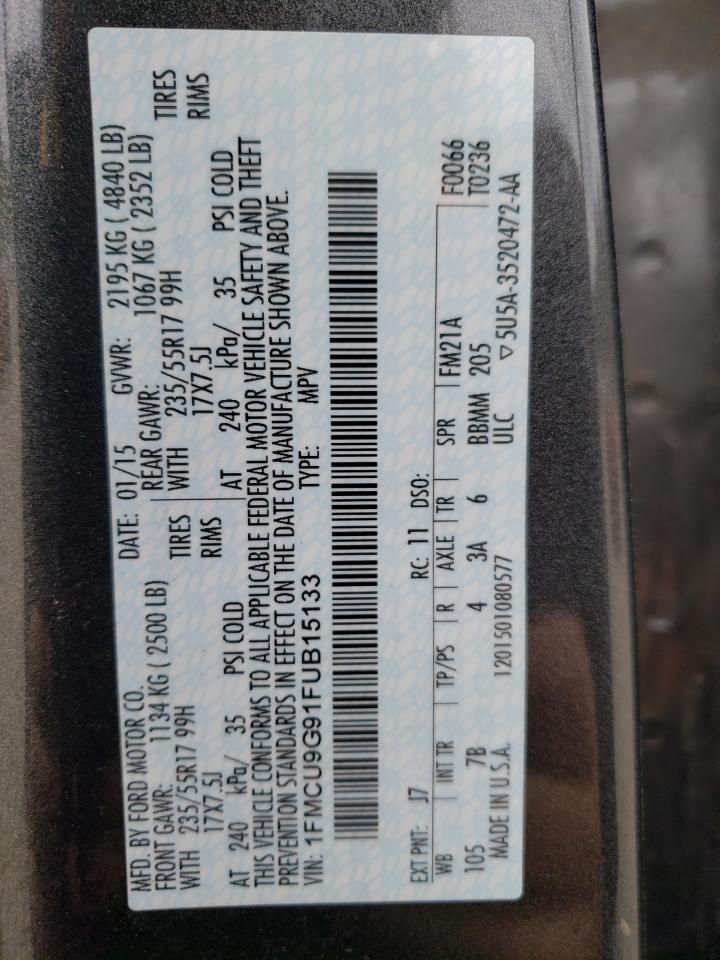 MFD. BY FORD MOTOR CO. DATE: 01/15 GVWR: 2195 KG ( 4840 LB)
FRONT GAWR: 1134 KG ( 2500 LB) REAR GAWR: 1067 KG ( 2352 LB)
WITH 235/55R17 99H TIRES WITH 235/55R17 99H TIRES
17X7.5J RIMS 17X7.5J RIMS
AT 240 kPa/ 35 PSI COLD AT 240 kPa/ 35 PSI COLD
THIS VEHICLE CONFORMS TO ALL APPLICABLE FEDERAL MOTOR VEHICLE SAFETY AND THEFT
PREVENTION STANDARDS IN EFFECT ON THE DATE OF MANUFACTURE SHOWN ABOVE.
VIN: 1FMCU9G91FUB15133 TYPE: MPV
EXT PNT: J7 RC: 11 DSO:
WB INT TR TP/PS R AXLE TR SPR FM21A F0066
105 7B 4 3A 6 BBMM 205 T0236
MADE IN U.S.A. 1201501080577 ULC ▽5U5A-3520472-AA